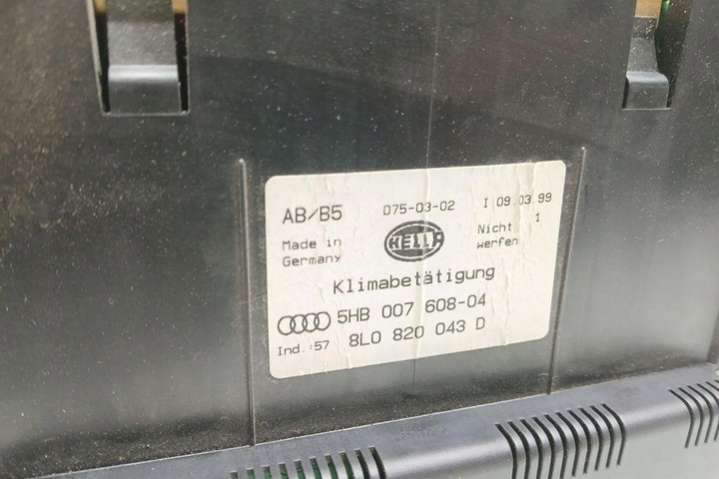 AB/B5 D75-03-02 I 09.03.99
1
Made in Germany
HELLA
Nicht werfen
Klimabetätigung
5HB 007 608-04
Ind.:57 8L0 820 043 D